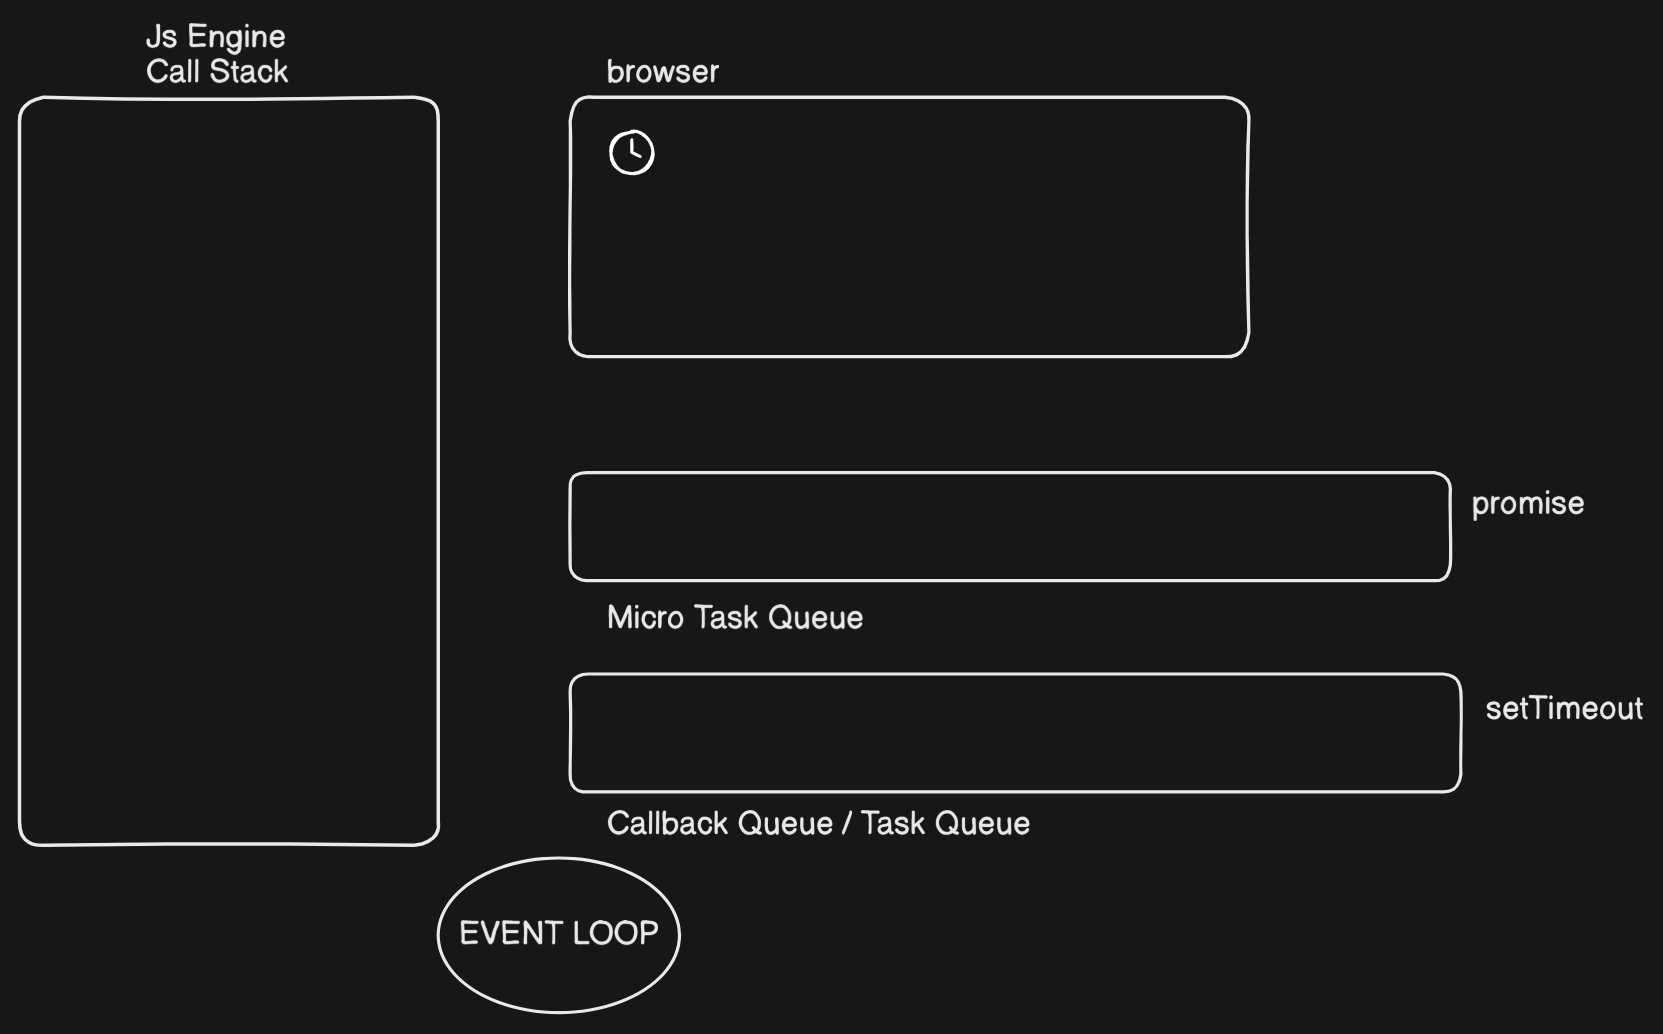 Js Engine
Call Stack
browser
promise
Micro Task Queue
setTimeout
Callback Queue / Task Queue
EVENT LOOP